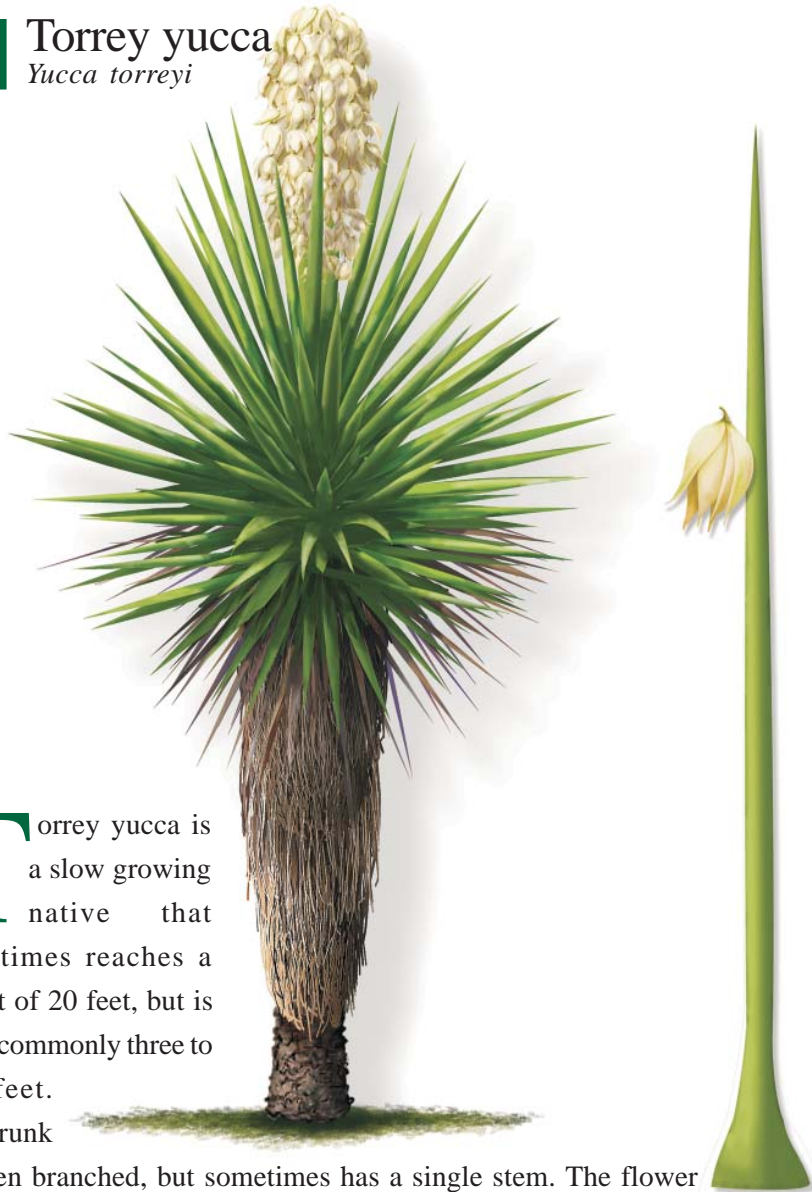 Torrey yucca
Yucca torreyi
orrey yucca is
a slow growing
native that
times reaches a
t of 20 feet, but is
commonly three to
feet.
runk
en branched, but sometimes has a single stem. The flower